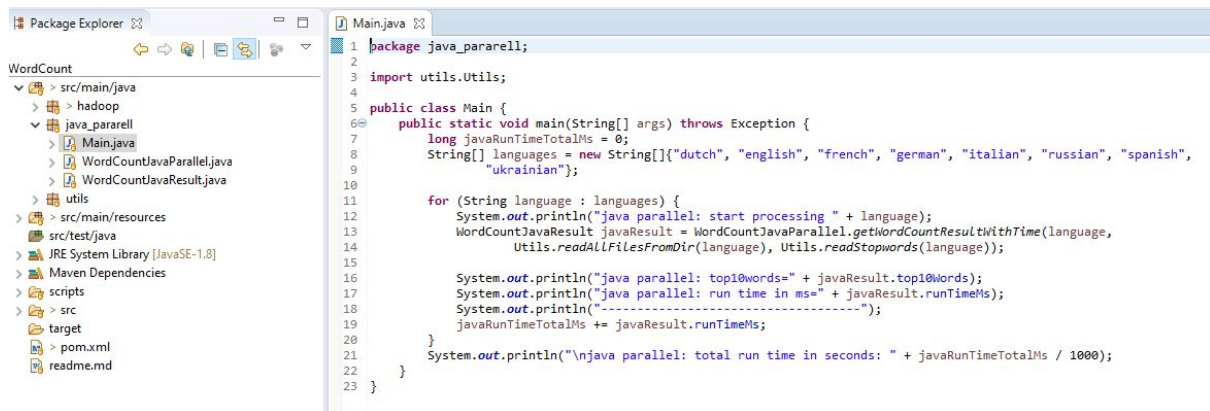 Package Explorer
WordCount
> src/main/java
> hadoop
java_pararell
Main.java
WordCountJavaParallel.java
WordCountJavaResult.java
utils
> src/main/resources
src/test/java
JRE System Library [JavaSE-1.8]
Maven Dependencies
scripts
> src
target
> pom.xml
readme.md
Main.java
1 package java_pararell;
2
3 import utils.Utils;
4
5 public class Main {
6 public static void main(String[] args) throws Exception {
7 long javaRunTimeTotalMs = 0;
8 String[] languages = new String[]{"dutch", "english", "french", "german", "italian", "russian", "spanish",
9 "ukrainian"};
10
11 for (String language : languages) {
12 System.out.println("java parallel: start processing " + language);
13 WordCountJavaResult javaResult = WordCountJavaParallel.getWordCountResultWithTime(language,
14 Utils.readAllFilesFromDir(language), Utils.readStopwords(language));
15
16 System.out.println("java parallel: top10words=" + javaResult.top10Words);
17 System.out.println("java parallel: run time in ms=" + javaResult.runTimeMs);
18 System.out.println("------------------------------------");
19 javaRunTimeTotalMs += javaResult.runTimeMs;
20 }
21 System.out.println("\njava parallel: total run time in seconds: " + javaRunTimeTotalMs / 1000);
22 }
23 }